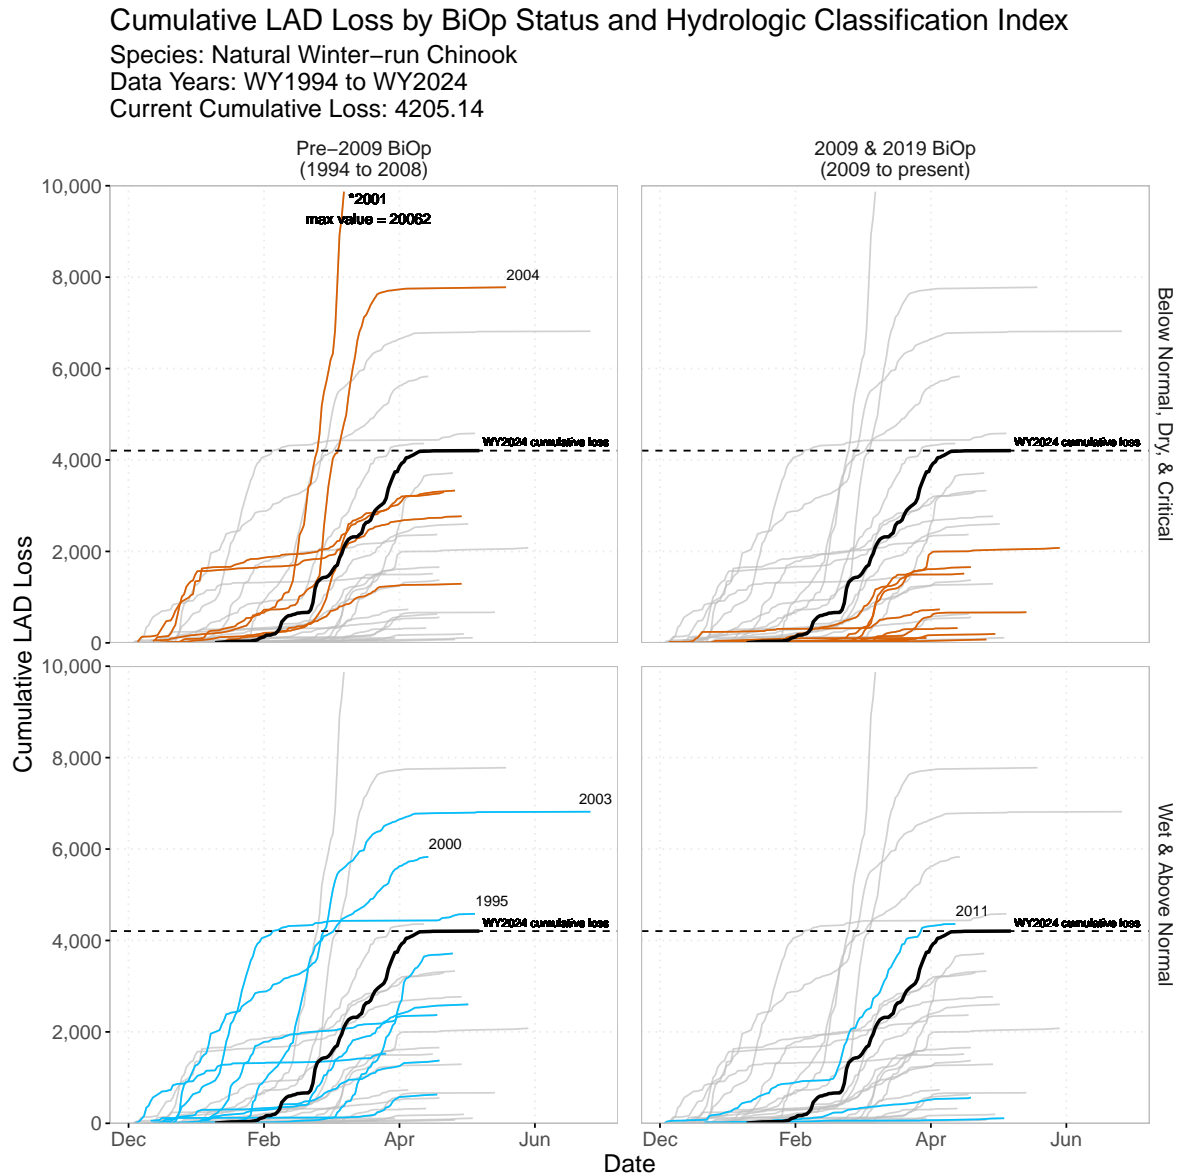 Cumulative LAD Loss by BiOp Status and Hydrologic Classification Index
Species: Natural Winter−run Chinook
Data Years: WY1994 to WY2024
Current Cumulative Loss: 4205.14
Pre−2009 BiOp
(1994 to 2008)
2009 & 2019 BiOp
(2009 to present)
10,000
8,000
6,000
4,000
2,000
0
*2001
max value = 20062
2004
WY2024 cumulative loss
WY2024 cumulative loss
Below Normal, Dry, & Critical
Cumulative LAD Loss
10,000
8,000
6,000
4,000
2,000
0
2003
2000
1995
WY2024 cumulative loss
2011
WY2024 cumulative loss
Wet & Above Normal
Dec
Feb
Apr
Jun
Dec
Feb
Apr
Jun
Date